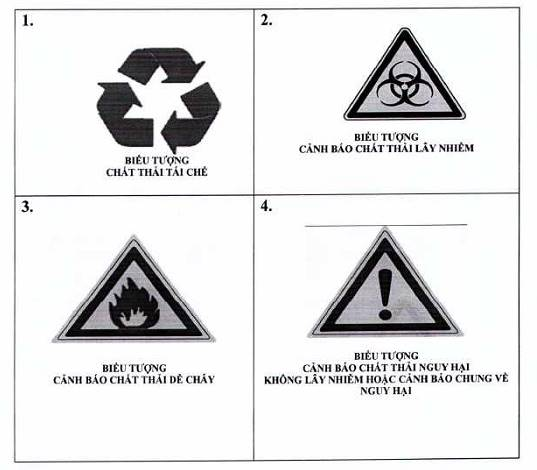 1.
BIỂU TƯỢNG
CHẤT THẢI TÁI CHẾ
2.
BIỂU TƯỢNG
CẢNH BÁO CHẤT THẢI LÂY NHIỄM
3.
BIỂU TƯỢNG
CẢNH BÁO CHẤT THẢI DỄ CHÁY
4.
BIỂU TƯỢNG
CẢNH BÁO CHẤT THẢI NGUY HẠI
KHÔNG LÂY NHIỄM HOẶC CẢNH BÁO CHUNG VỀ
NGUY HẠI